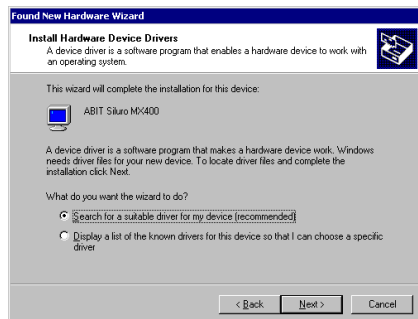 Found New Hardware Wizard
Install Hardware Device Drivers
A device driver is a software program that enables a hardware device to work with
an operating system.
This wizard will complete the installation for this device:
ABIT Siluro MX400
A device driver is a software program that makes a hardware device work. Windows
needs driver files for your new device. To locate driver files and complete the
installation click Next.
What do you want the wizard to do?
Search for a suitable driver for my device (recommended)
Display a list of the known drivers for this device so that I can choose a specific
driver
< Back
Next >
Cancel